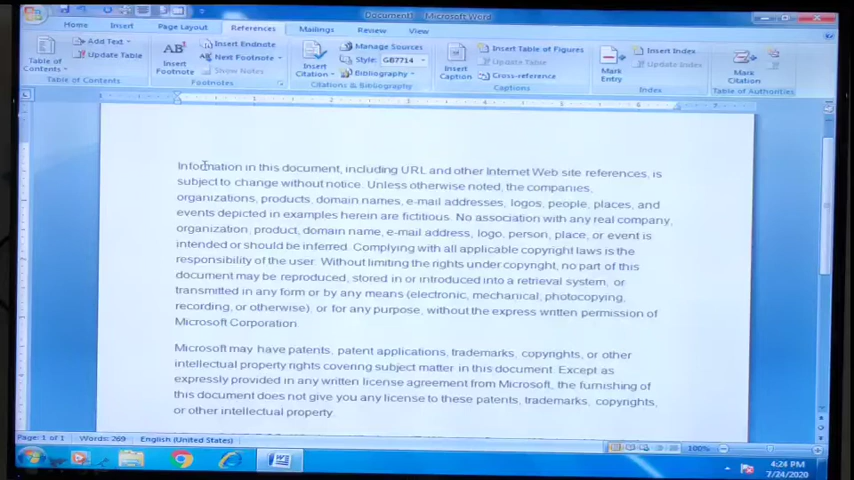 Document1 - Microsoft Word
Home Insert Page Layout References Mailings Review View
Table of Contents
Add Text
Update Table
Table of Contents
AB
Insert Footnote
Insert Endnote
Next Footnote
Show Notes
Footnotes
Insert Citation
Manage Sources
Style: GB7714
Bibliography
Citations & Bibliography
Insert Caption
Insert Table of Figures
Update Table
Cross-reference
Captions
Mark Entry
Insert Index
Update Index
Index
Mark Citation
Table of Authorities
Information in this document, including URL and other Internet Web site references, is
subject to change without notice. Unless otherwise noted, the companies,
organizations, products, domain names, e-mail addresses, logos, people, places, and
events depicted in examples herein are fictitious. No association with any real company,
organization, product, domain name, e-mail address, logo, person, place, or event is
intended or should be inferred. Complying with all applicable copyright laws is the
responsibility of the user. Without limiting the rights under copyright, no part of this
document may be reproduced, stored in or introduced into a retrieval system, or
transmitted in any form or by any means (electronic, mechanical, photocopying,
recording, or otherwise), or for any purpose, without the express written permission of
Microsoft Corporation.
Microsoft may have patents, patent applications, trademarks, copyrights, or other
intellectual property rights covering subject matter in this document. Except as
expressly provided in any written license agreement from Microsoft, the furnishing of
this document does not give you any license to these patents, trademarks, copyrights,
or other intellectual property.
Page: 1 of 1 Words: 269 English (United States) 100%
4:24 PM
7/24/2020